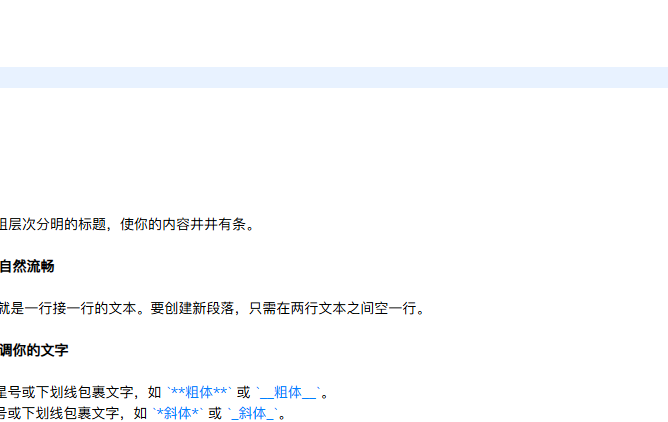 层次分明的标题，使你的内容井井有条。
自然流畅
就是一行接一行的文本。要创建新段落，只需在两行文本之间空一行。
调你的文字
星号或下划线包裹文字，如 `**粗体**` 或 `__粗体__`。
号或下划线包裹文字，如 `*斜体*` 或 `_斜体_`。